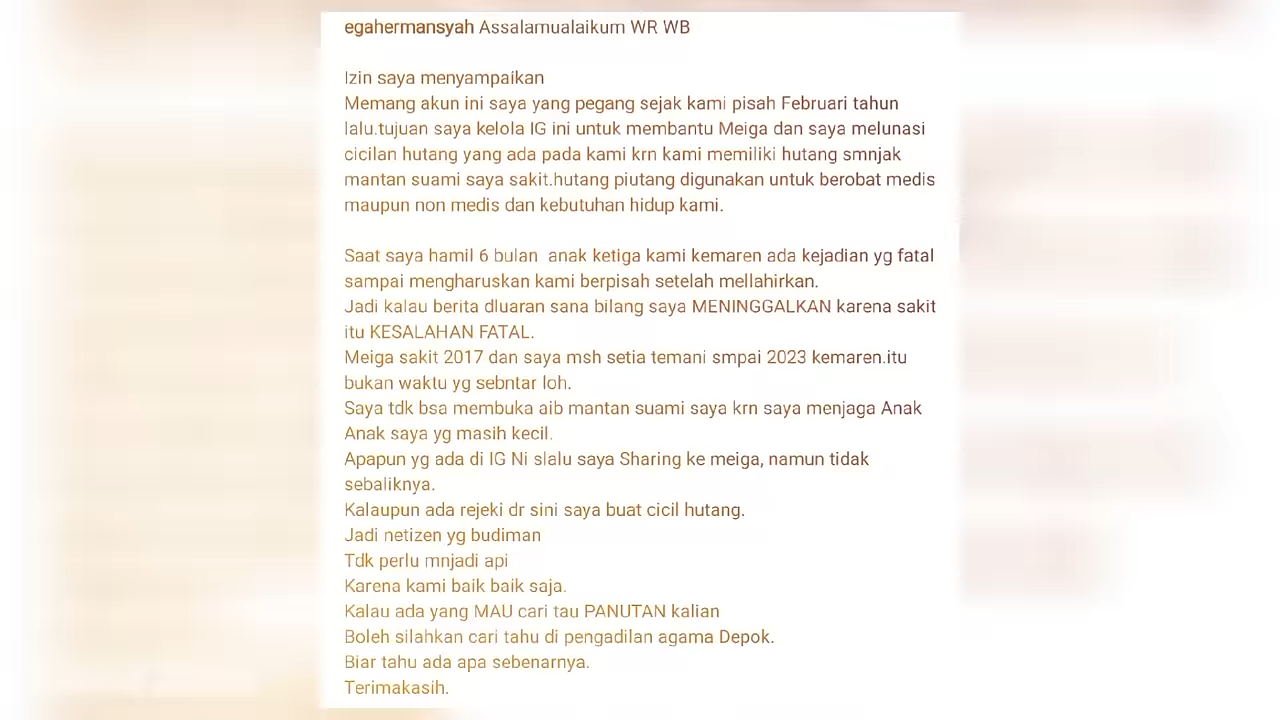 egahermansyah Assalamualaikum WR WB
Izin saya menyampaikan
Memang akun ini saya yang pegang sejak kami pisah Februari tahun
lalu.tujuan saya kelola IG ini untuk membantu Meiga dan saya melunasi
cicilan hutang yang ada pada kami krn kami memiliki hutang smnjak
mantan suami saya sakit.hutang piutang digunakan untuk berobat medis
maupun non medis dan kebutuhan hidup kami.
Saat saya hamil 6 bulan  anak ketiga kami kemaren ada kejadian yg fatal
sampai mengharuskan kami berpisah setelah mellahirkan.
Jadi kalau berita dluaran sana bilang saya MENINGGALKAN karena sakit
itu KESALAHAN FATAL.
Meiga sakit 2017 dan saya msh setia temani smpai 2023 kemaren.itu
bukan waktu yg sebntar loh.
Saya tdk bsa membuka aib mantan suami saya krn saya menjaga Anak
Anak saya yg masih kecil.
Apapun yg ada di IG Ni slalu saya Sharing ke meiga, namun tidak
sebaliknya.
Kalaupun ada rejeki dr sini saya buat cicil hutang.
Jadi netizen yg budiman
Tdk perlu mnjadi api
Karena kami baik baik saja.
Kalau ada yang MAU cari tau PANUTAN kalian
Boleh silahkan cari tahu di pengadilan agama Depok.
Biar tahu ada apa sebenarnya.
Terimakasih.